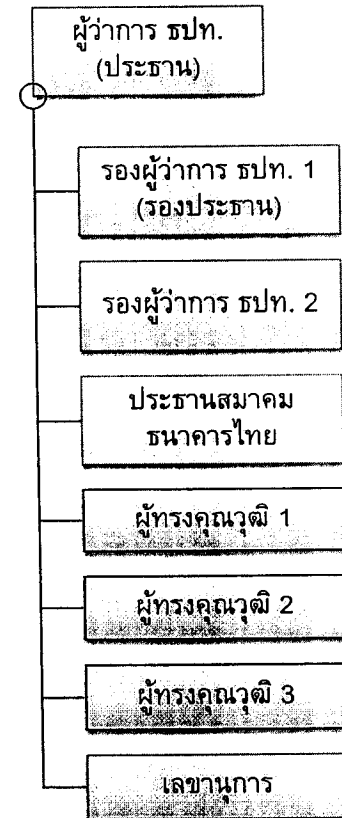 ผู้ว่าการ ธปท.
(ประธาน)
รองผู้ว่าการ ธปท. 1
(รองประธาน)
รองผู้ว่าการ ธปท. 2
ประธานสมาคม
ธนาคารไทย
ผู้ทรงคุณวุฒิ 1
ผู้ทรงคุณวุฒิ 2
ผู้ทรงคุณวุฒิ 3
เลขานุการ